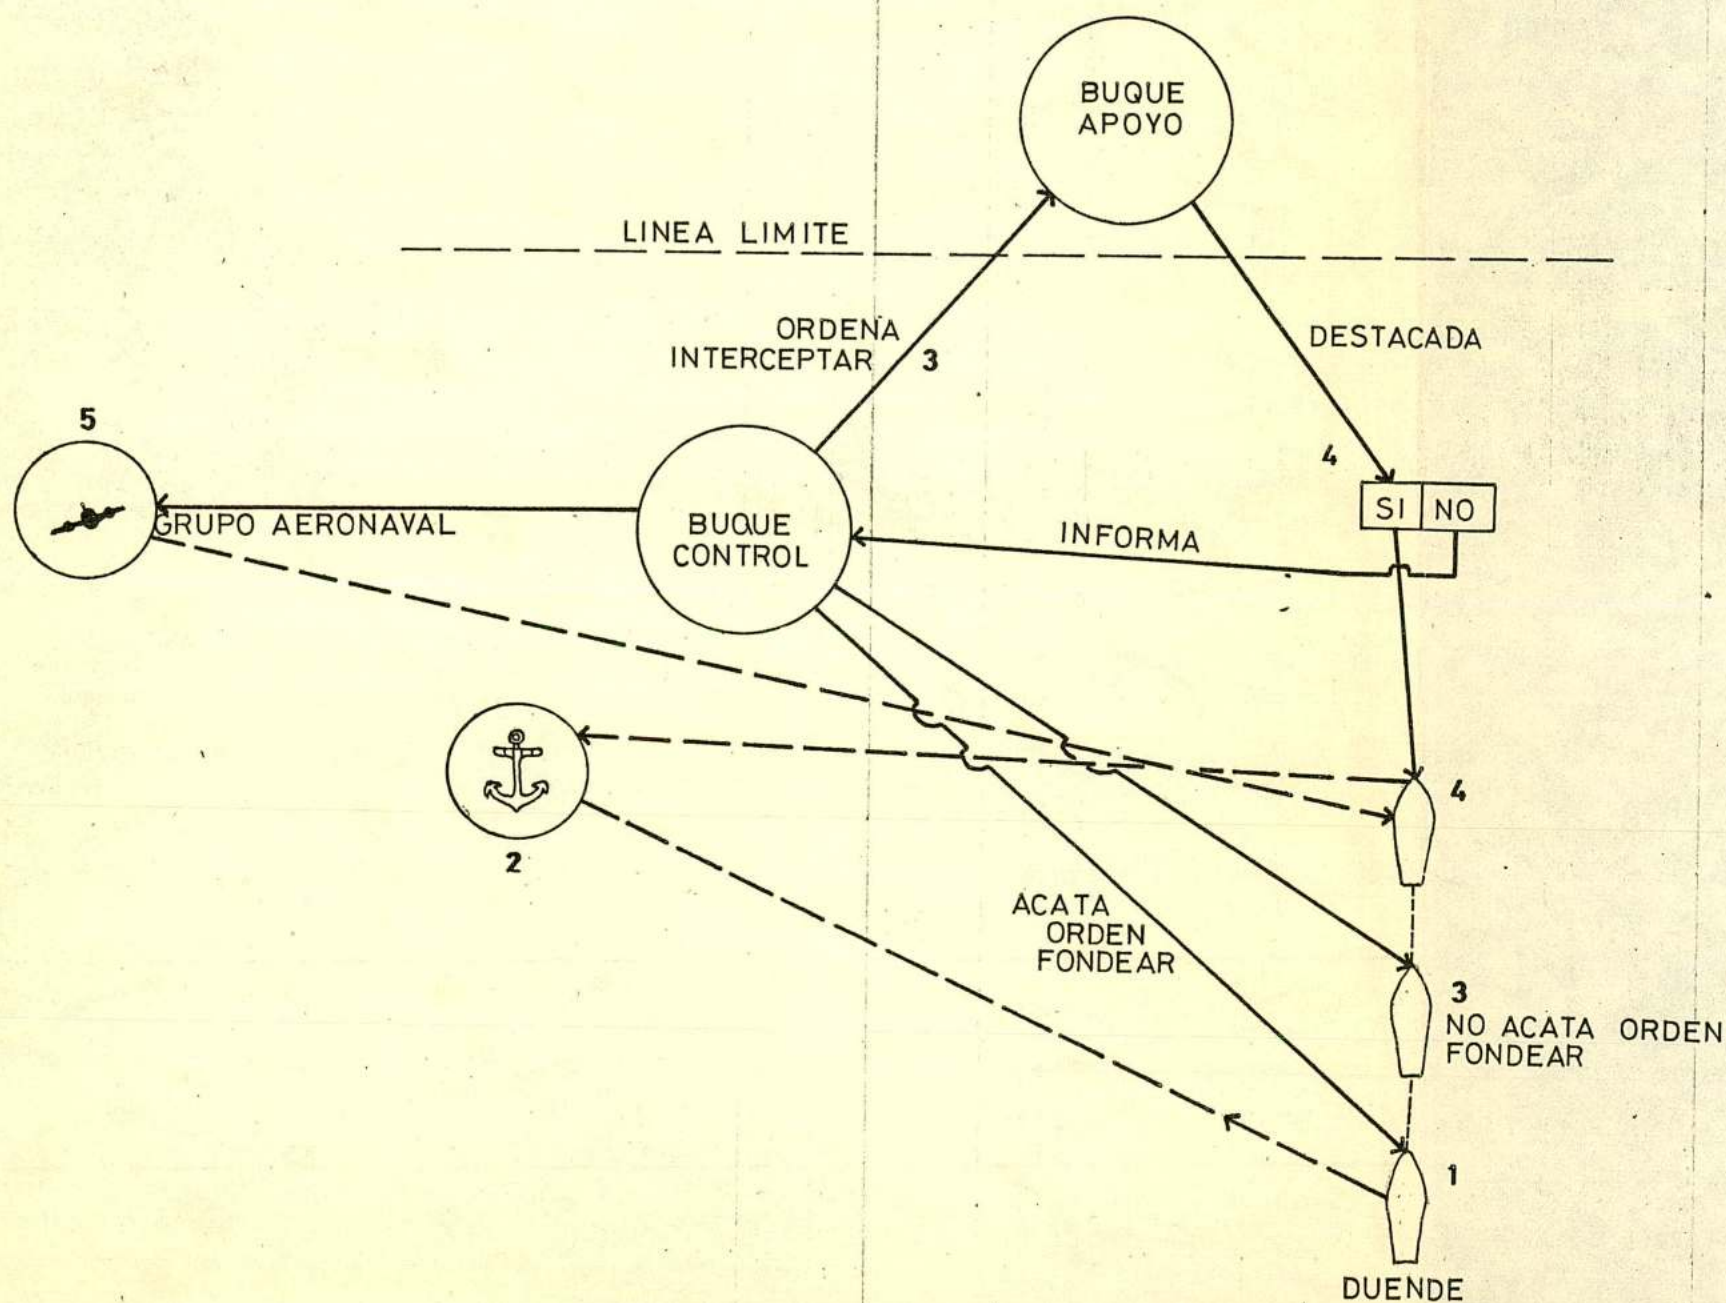 BUQUE
APOYO
LINEA LIMITE
ORDENA
INTERCEPTAR 3
DESTACADA
5
4
SI NO
GRUPO AERONAVAL
BUQUE
CONTROL
INFORMA
4
2
ACATA
ORDEN
FONDEAR
3
NO ACATA ORDEN
FONDEAR
1
DUENDE